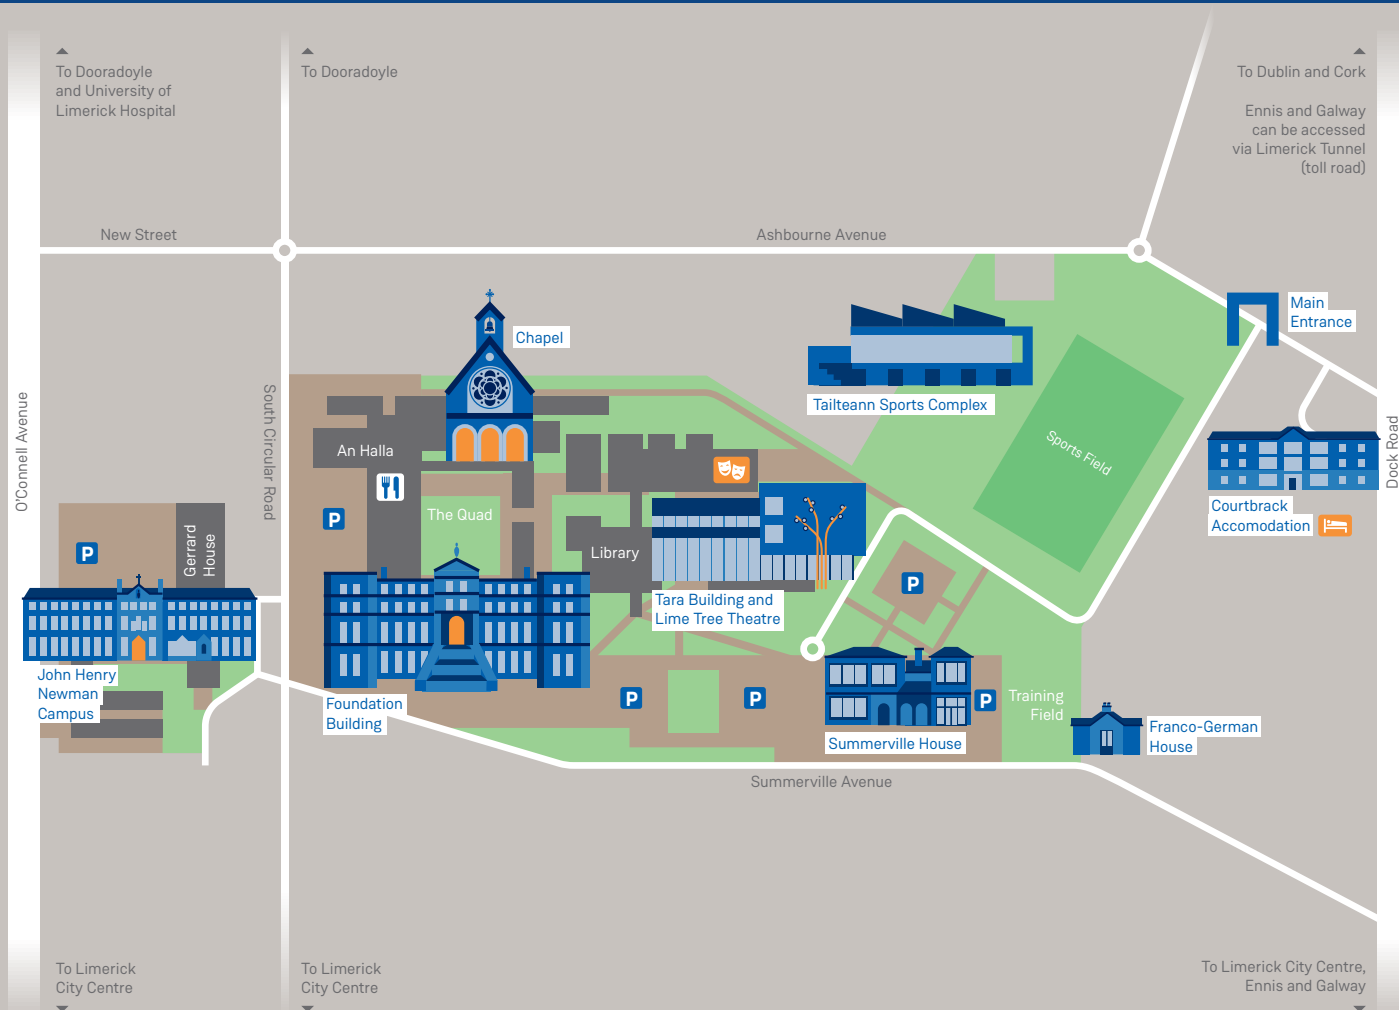 To Dooradoyle
and University of
Limerick Hospital
To Dooradoyle
To Dublin and Cork
Ennis and Galway
can be accessed
via Limerick Tunnel
(toll road)
New Street
Ashbourne Avenue
Main
Entrance
Chapel
Tailteann Sports Complex
O'Connell Avenue
South Circular Road
Dock Road
An Halla
Sports Field
The Quad
Courtbrack
Accomodation
P
P
Gerrard
House
Library
P
Tara Building and
Lime Tree Theatre
John Henry
Newman
Campus
Foundation
Building
P
P
P
Training
Field
Summerville House
Franco-German
House
Summerville Avenue
To Limerick
City Centre
To Limerick
City Centre
To Limerick City Centre,
Ennis and Galway